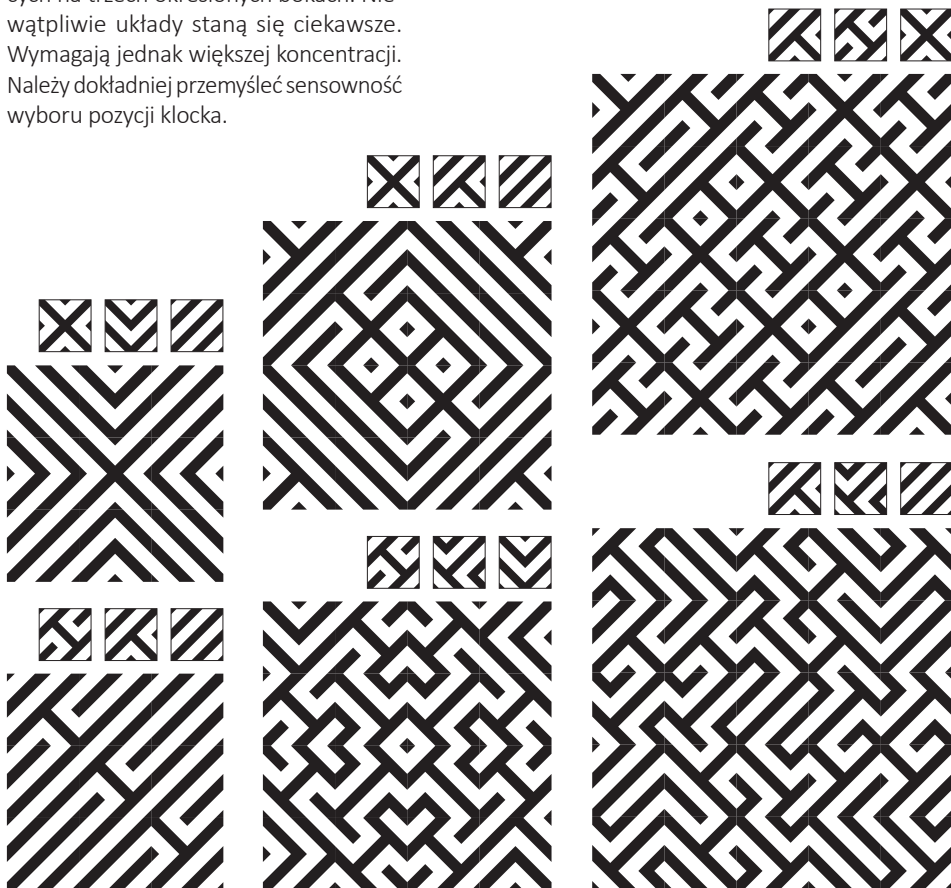 wątpliwie układy staną się ciekawsze.
Wymagają jednak większej koncentracji.
Należy dokładniej przemyśleć sensowność
wyboru pozycji klocka.